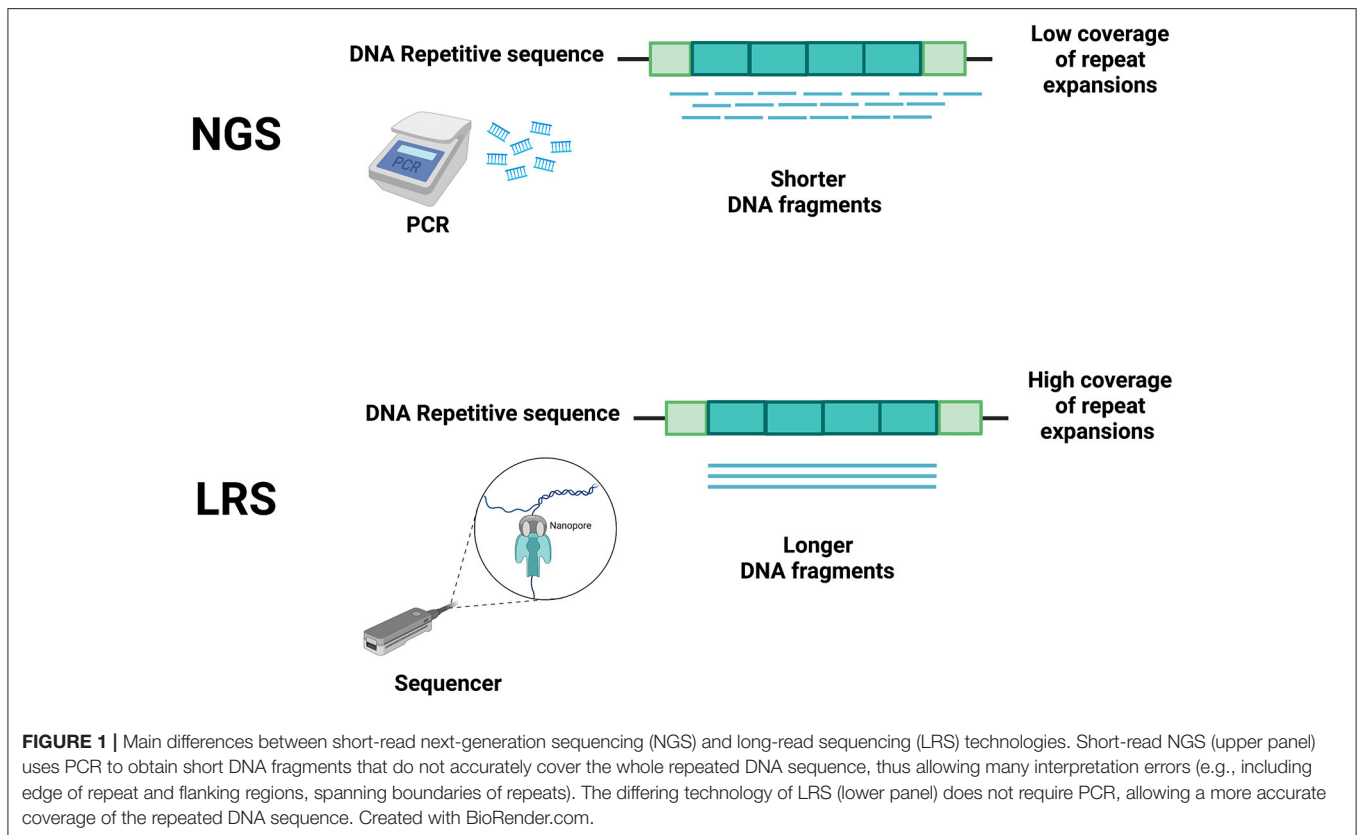 DNA Repetitive sequence
Low coverage
of repeat
expansions
NGS
PCR
PCR
Shorter
DNA fragments
DNA Repetitive sequence
High coverage
of repeat
expansions
LRS
Nanopore
Longer
DNA fragments
Sequencer
FIGURE 1 | Main differences between short-read next-generation sequencing (NGS) and long-read sequencing (LRS) technologies. Short-read NGS (upper panel)
uses PCR to obtain short DNA fragments that do not accurately cover the whole repeated DNA sequence, thus allowing many interpretation errors (e.g., including
edge of repeat and flanking regions, spanning boundaries of repeats). The differing technology of LRS (lower panel) does not require PCR, allowing a more accurate
coverage of the repeated DNA sequence. Created with BioRender.com.